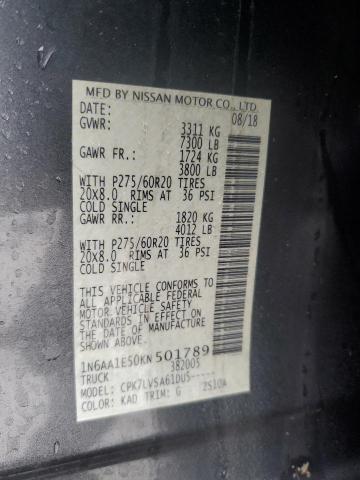 MFD BY NISSAN MOTOR CO., LTD.
DATE: 08/18
GVWR: 3311 KG
7300 LB
GAWR FR.: 1724 KG
3800 LB
WITH P275/60R20 TIRES
20X8.0 RIMS AT 36 PSI
COLD SINGLE
GAWR RR.: 1820 KG
4012 LB
WITH P275/60R20 TIRES
20X8.0 RIMS AT 36 PSI
COLD SINGLE
THIS VEHICLE CONFORMS TO
ALL APPLICABLE FEDERAL
MOTOR VEHICLE SAFETY
STANDARDS IN EFFECT
ON THE DATE OF MANUFACTURE
SHOWN ABOVE.
1N6AA1E50KN501789
TRUCK 382005
MODEL: CPK7LVSA61DUS-----
COLOR: KAD TRIM: G 2S10A